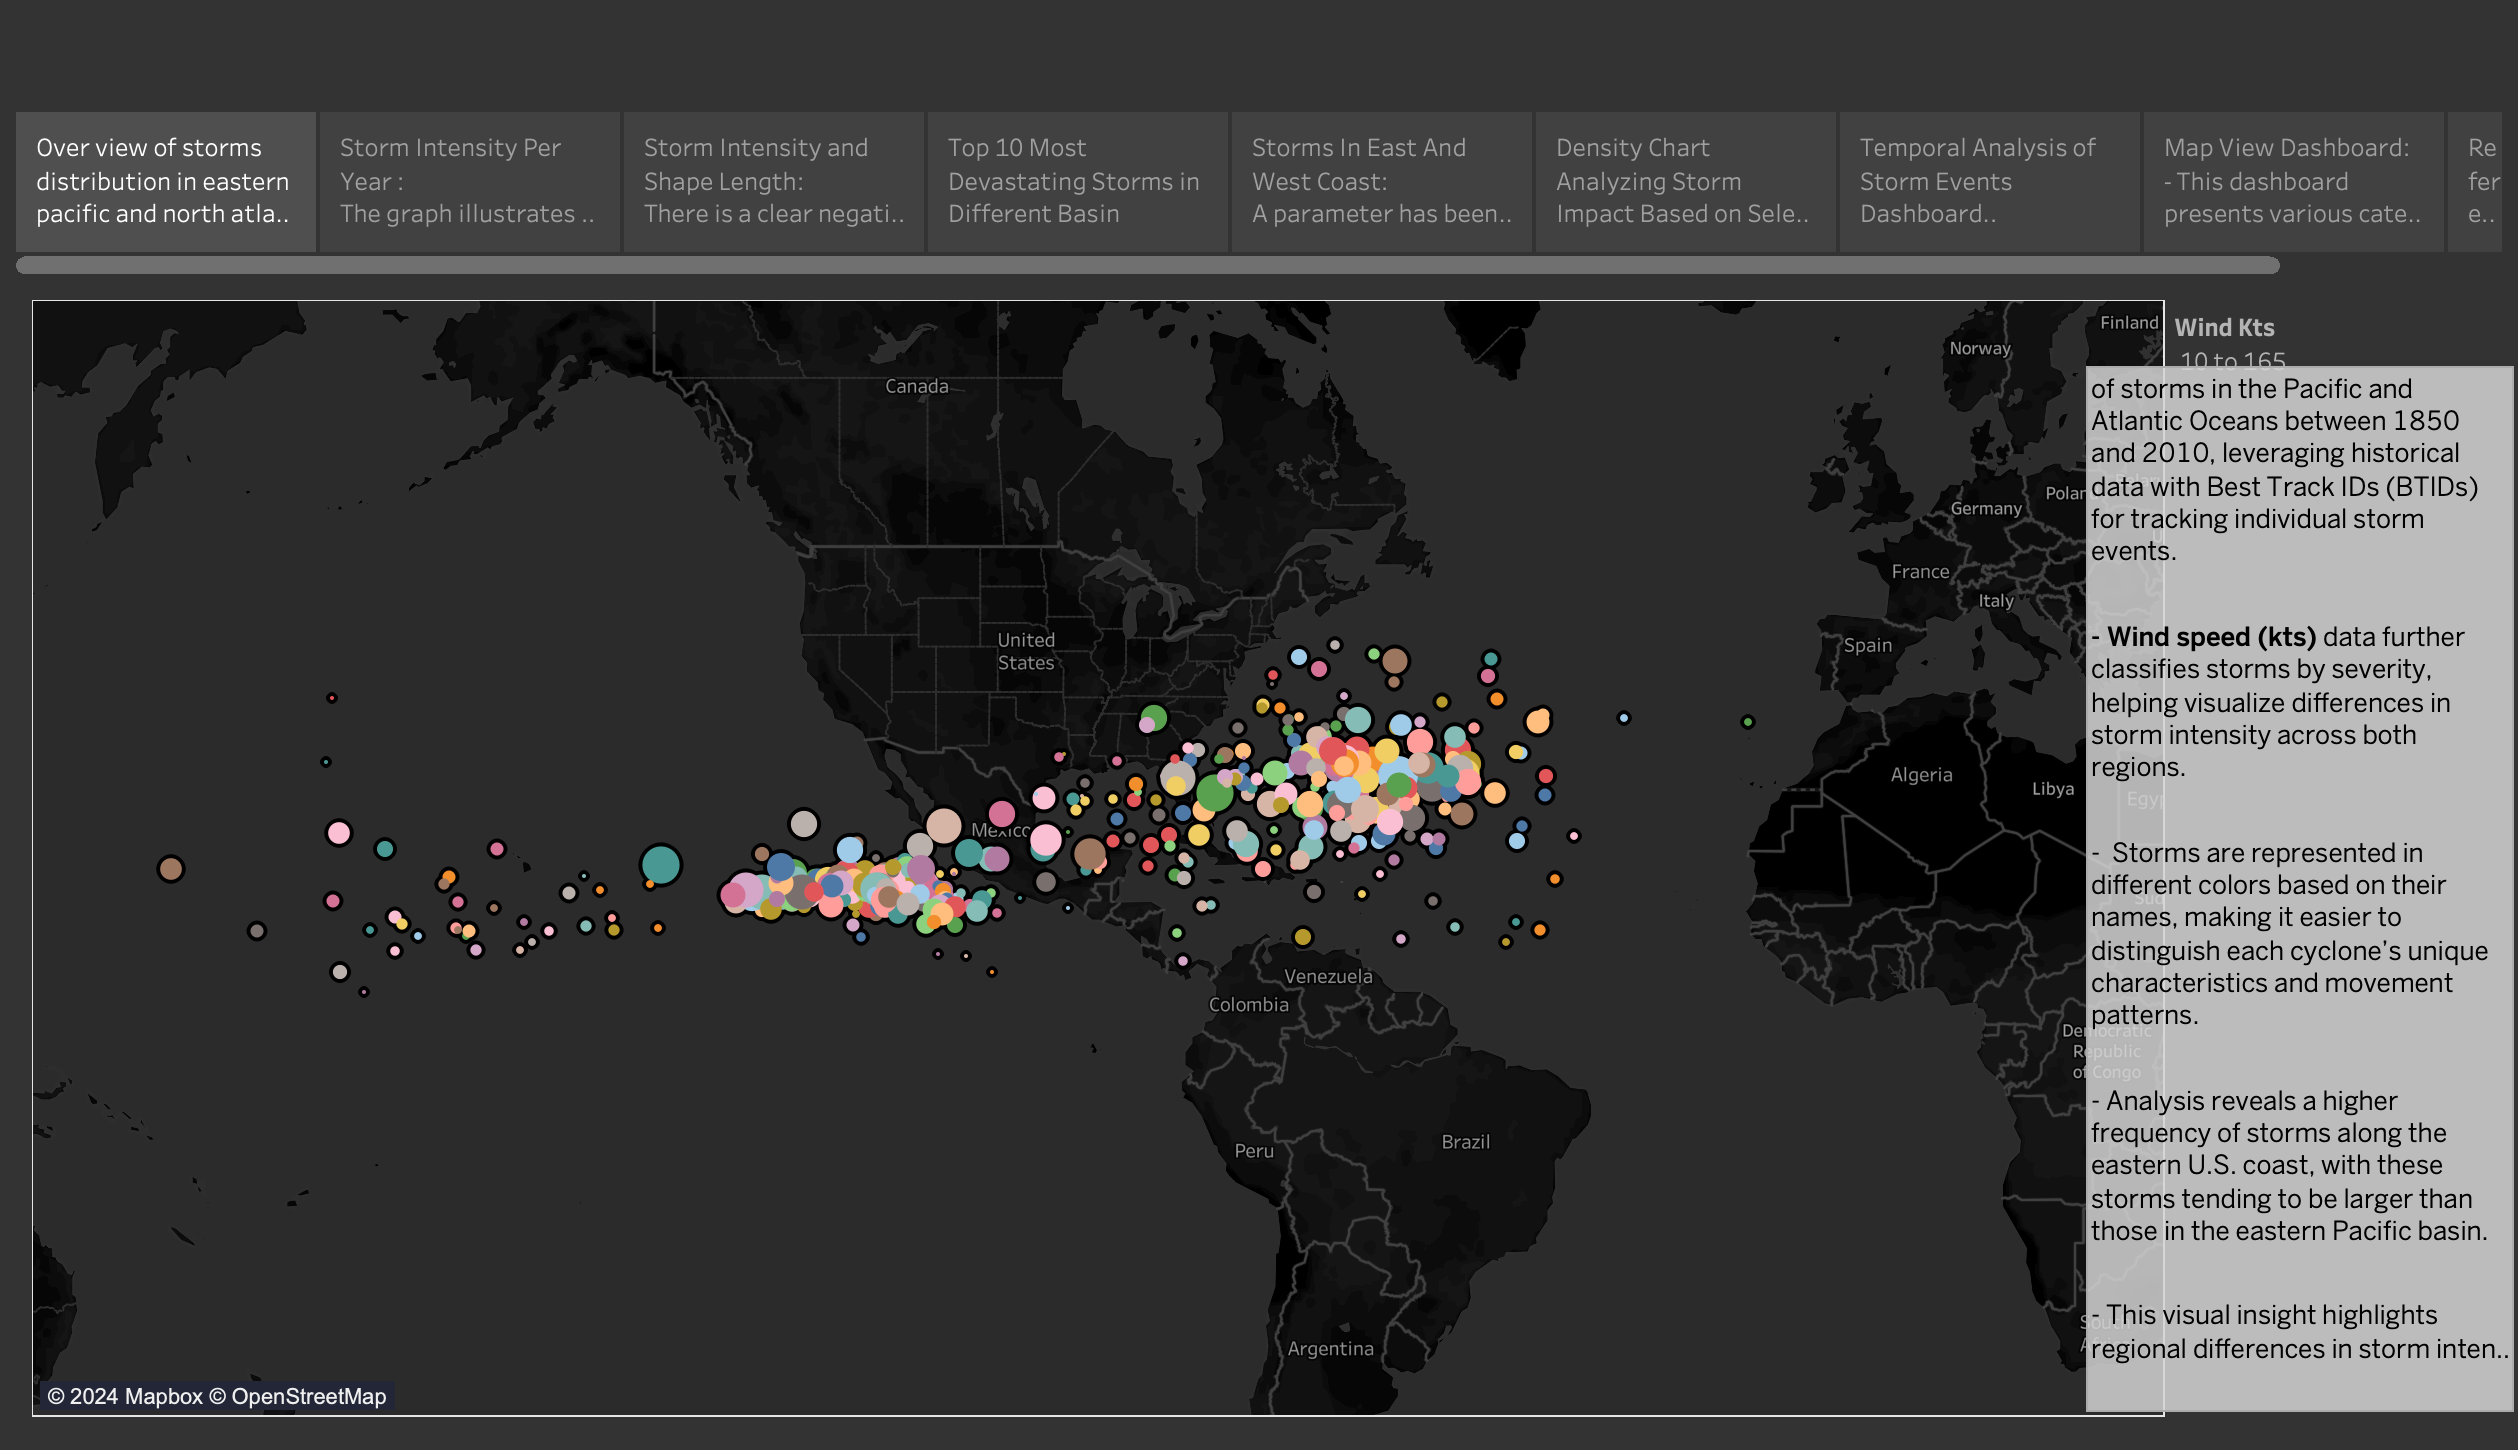 Over view of storms
distribution in eastern
pacific and north atla..
Storm Intensity Per
Year :
The graph illustrates ..
Storm Intensity and
Shape Length:
There is a clear negati..
Top 10 Most
Devastating Storms in
Different Basin
Storms In East And
West Coast:
A parameter has been..
Density Chart
Analyzing Storm
Impact Based on Sele..
Temporal Analysis of
Storm Events
Dashboard..
Map View Dashboard:
- This dashboard
presents various cate..
Re
fer
e..
Wind Kts
10 to 165
Finland
Norway
Canada
Germany
France
Italy
Spain
United
States
Algeria
Libya
Mexico
Venezuela
Colombia
Democratic
Republic
of Congo
Brazil
Peru
Argentina
of storms in the Pacific and
Atlantic Oceans between 1850
and 2010, leveraging historical
data with Best Track IDs (BTIDs)
for tracking individual storm
events.
- Wind speed (kts) data further
classifies storms by severity,
helping visualize differences in
storm intensity across both
regions.
- Storms are represented in
different colors based on their
names, making it easier to
distinguish each cyclone’s unique
characteristics and movement
patterns.
- Analysis reveals a higher
frequency of storms along the
eastern U.S. coast, with these
storms tending to be larger than
those in the eastern Pacific basin.
- This visual insight highlights
regional differences in storm inten..
© 2024 Mapbox © OpenStreetMap